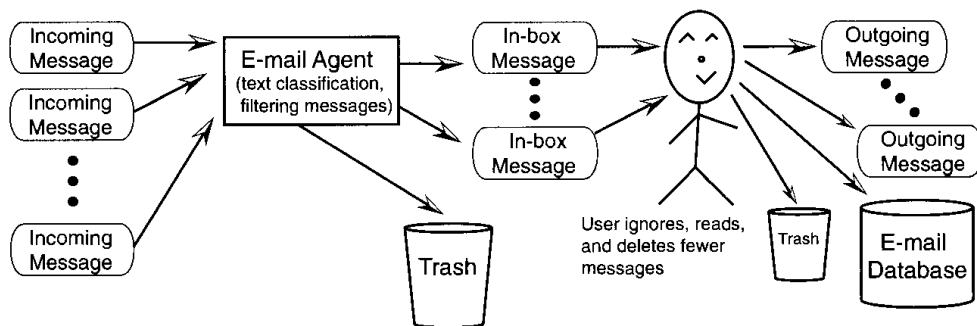 Incoming
Message
Incoming
Message
Incoming
Message
E-mail Agent
(text classification,
filtering messages)
Trash
In-box
Message
In-box
Message
User ignores, reads,
and deletes fewer
messages
Outgoing
Message
Outgoing
Message
Trash
E-mail
Database